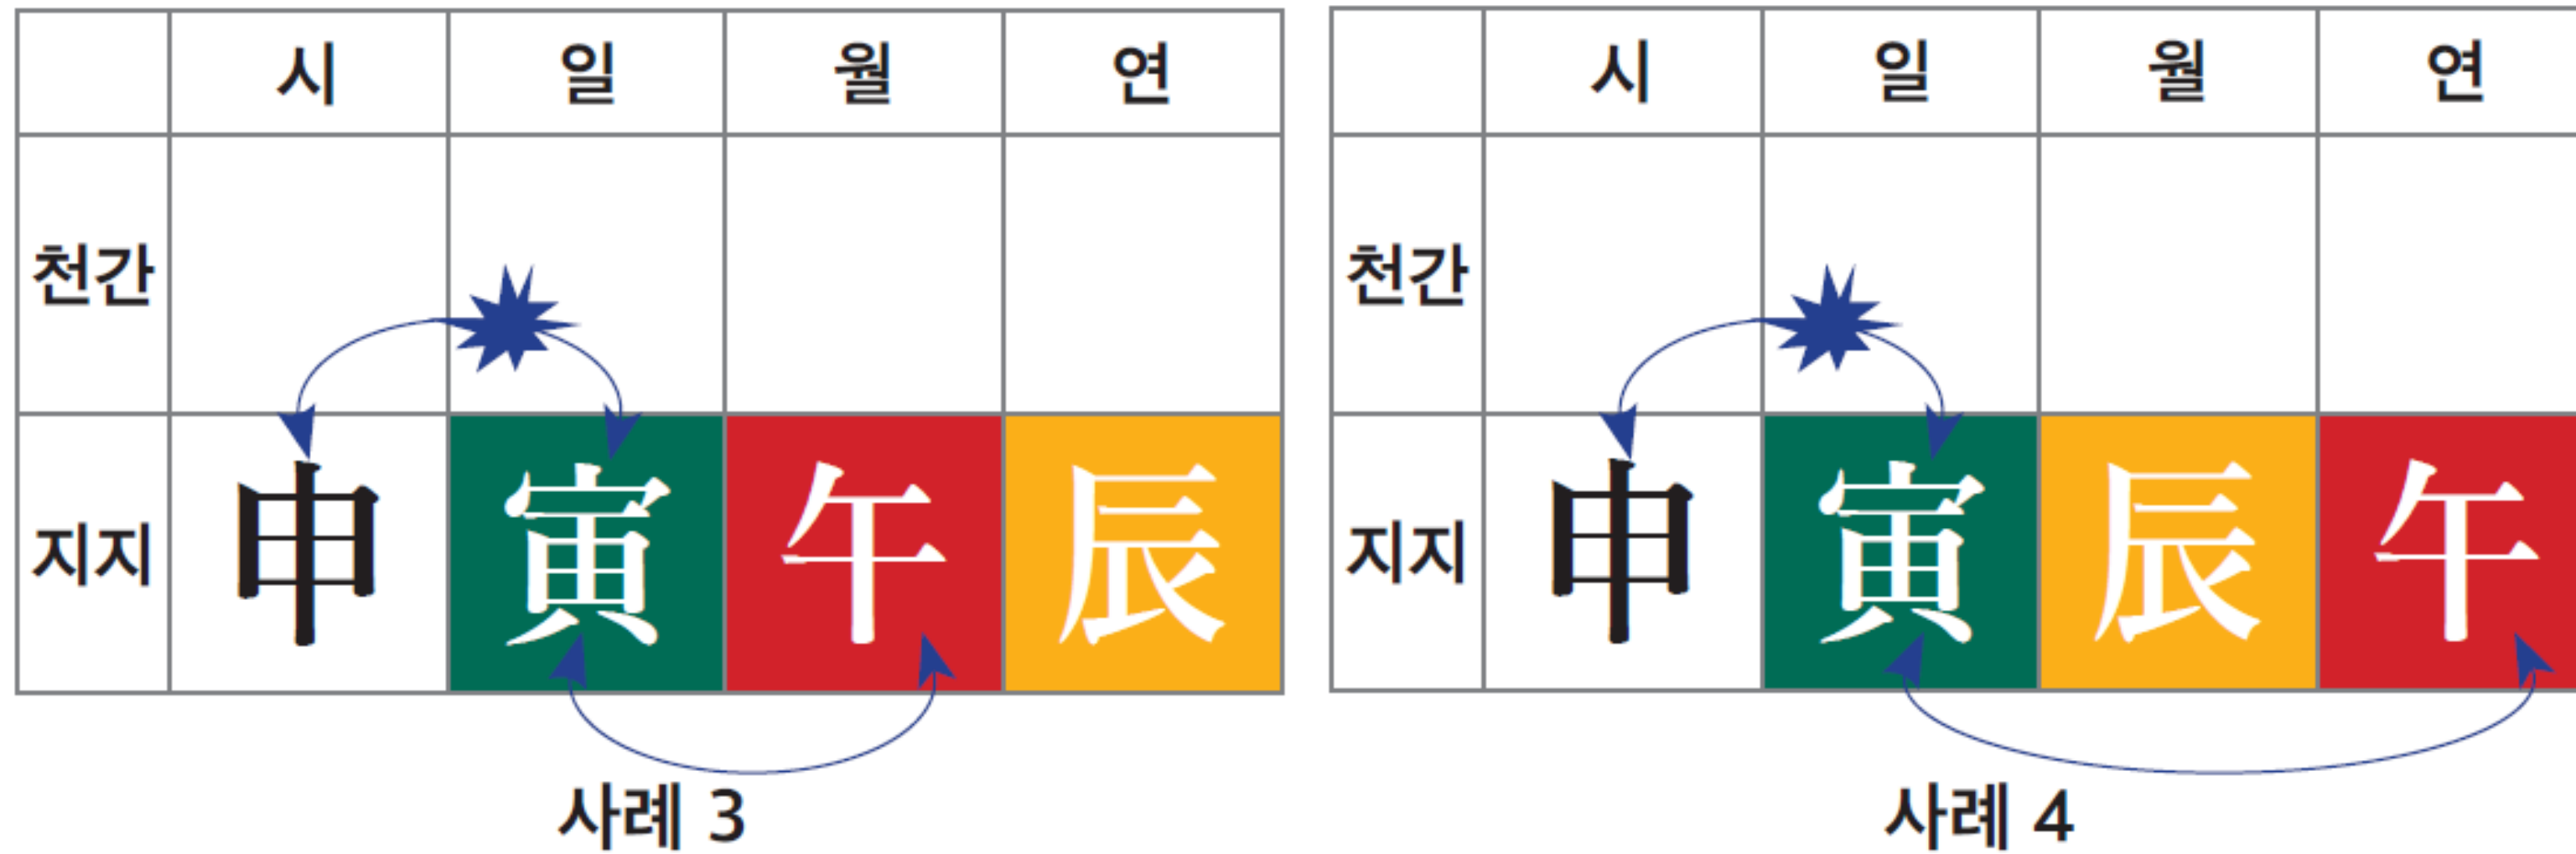 시 일 월 연
천간
지지 申 寅 午 辰
사례 3
시 일 월 연
천간
지지 申 寅 辰 午
사례 4